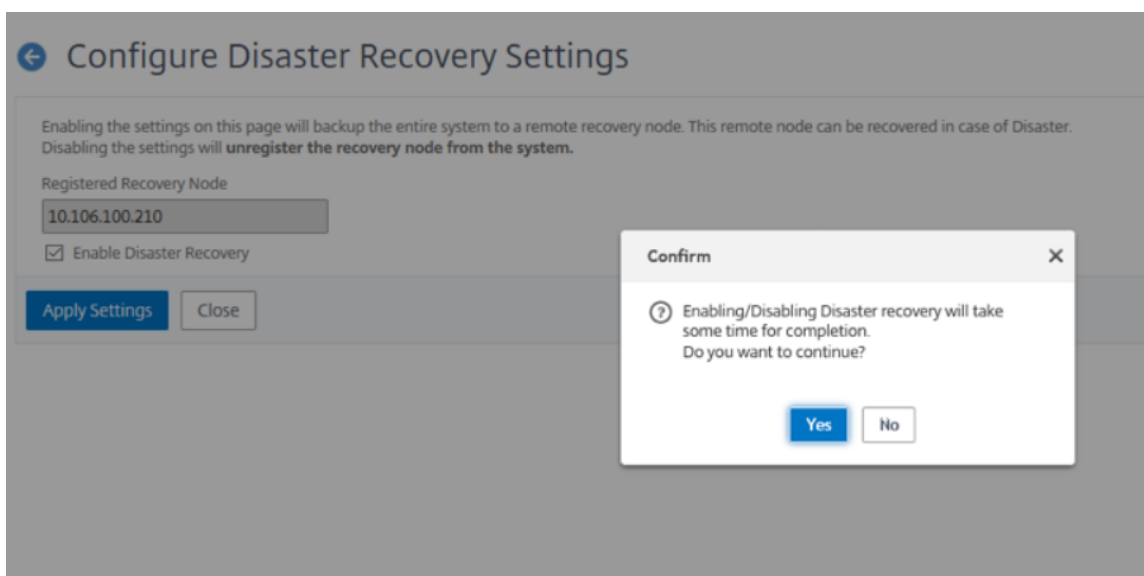 Configure Disaster Recovery Settings
Enabling the settings on this page will backup the entire system to a remote recovery node. This remote node can be recovered in case of Disaster.
Disabling the settings will unregister the recovery node from the system.
Registered Recovery Node
10.106.100.210
Enable Disaster Recovery
Apply Settings
Close
Confirm
Enabling/Disabling Disaster recovery will take
some time for completion.
Do you want to continue?
Yes
No